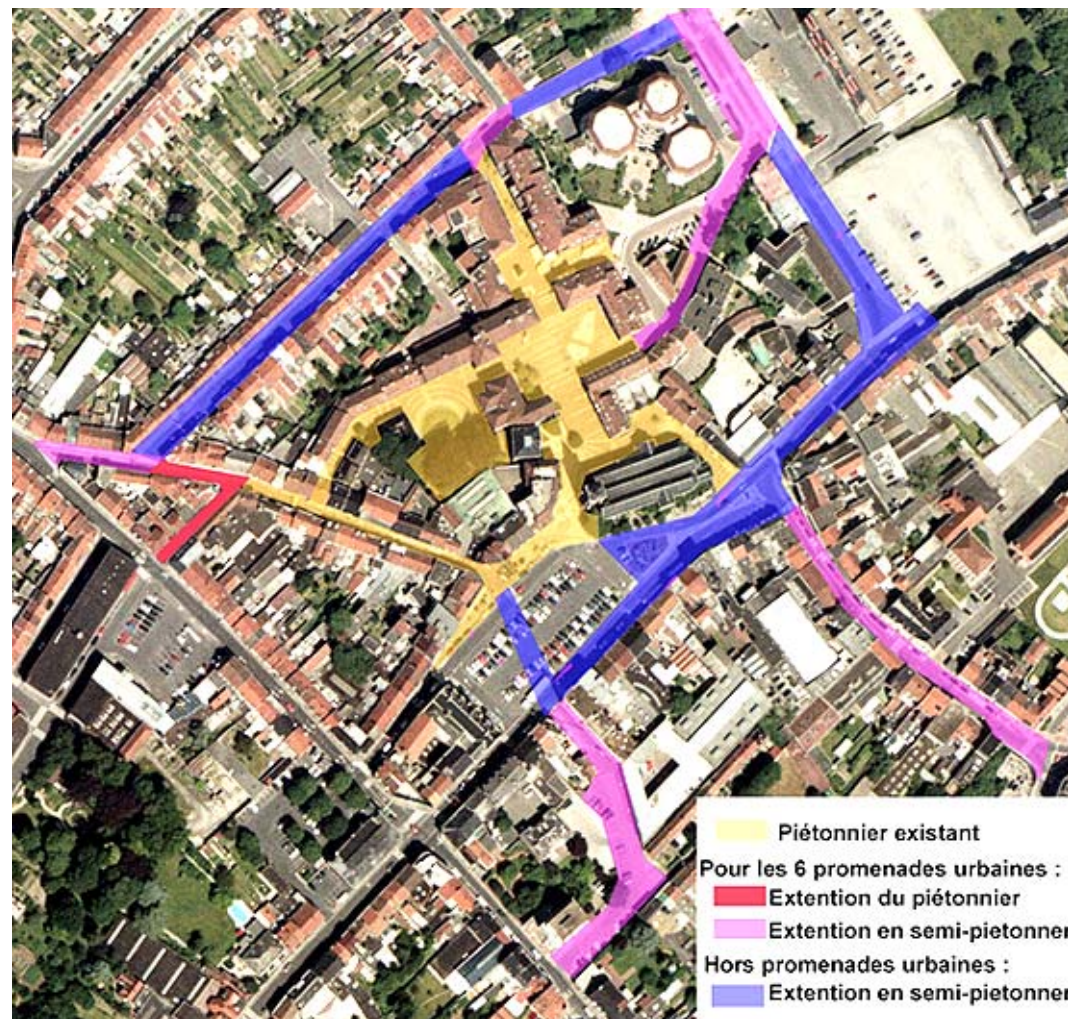 Piétonnier existant
Pour les 6 promenades urbaines :
Extention du piétonnier
Extention en semi-pietonner
Hors promenades urbaines :
Extention en semi-pietonner